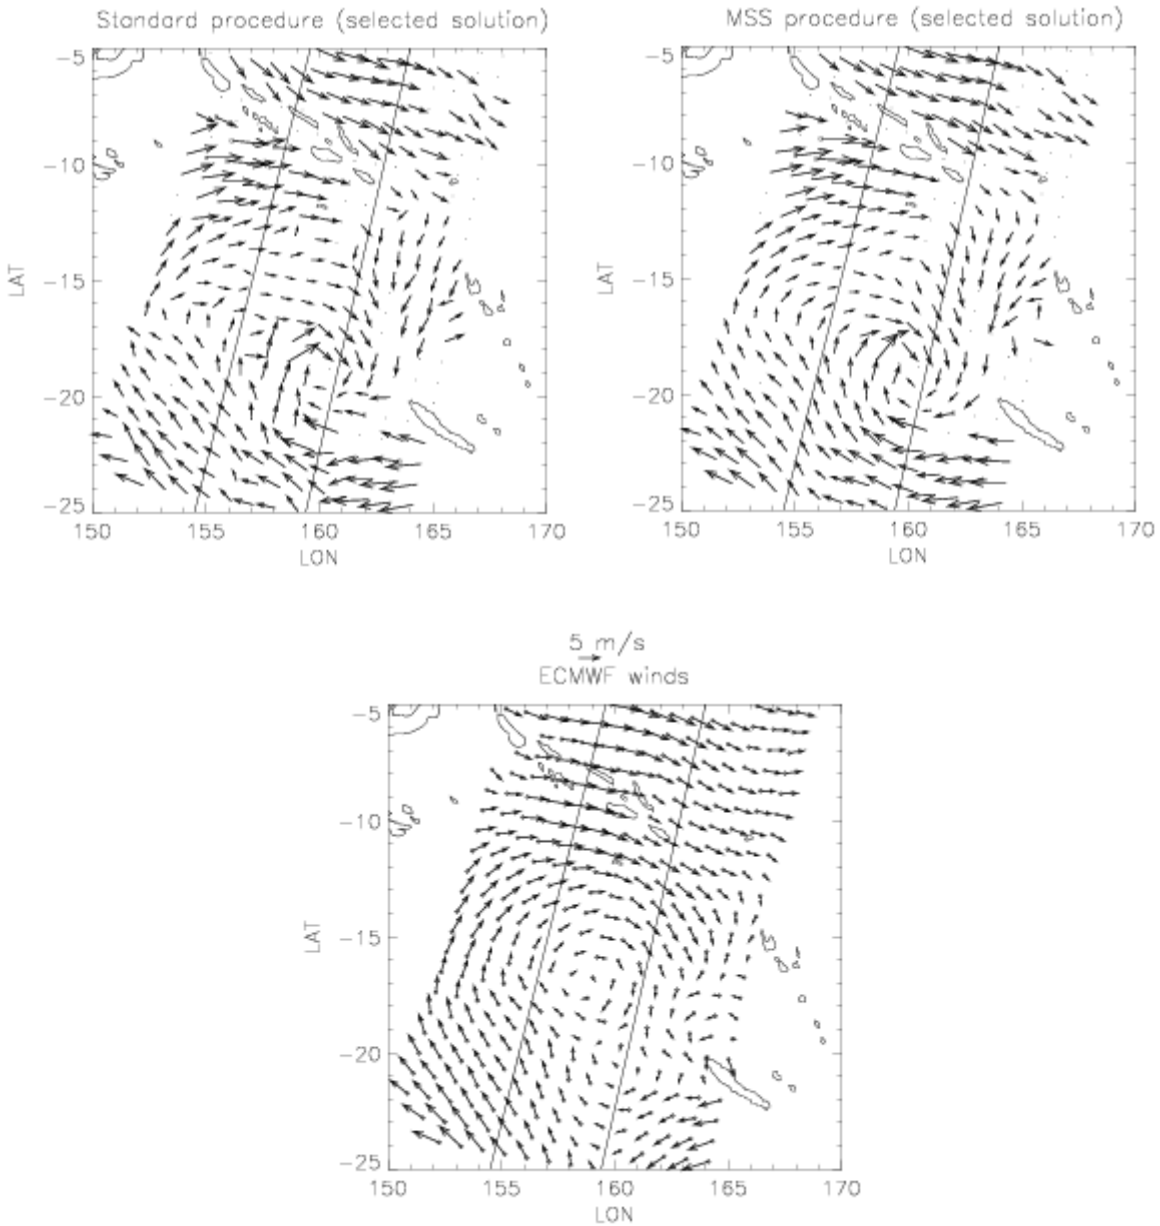 Standard procedure (selected solution)
-5
-10
-15
-20
-25
LAT
150 155 160 165 170
LON
MSS procedure (selected solution)
-5
-10
-15
-20
-25
LAT
150 155 160 165 170
LON
5 m/s
ECMWF winds
-5
-10
-15
-20
-25
LAT
150 155 160 165 170
LON